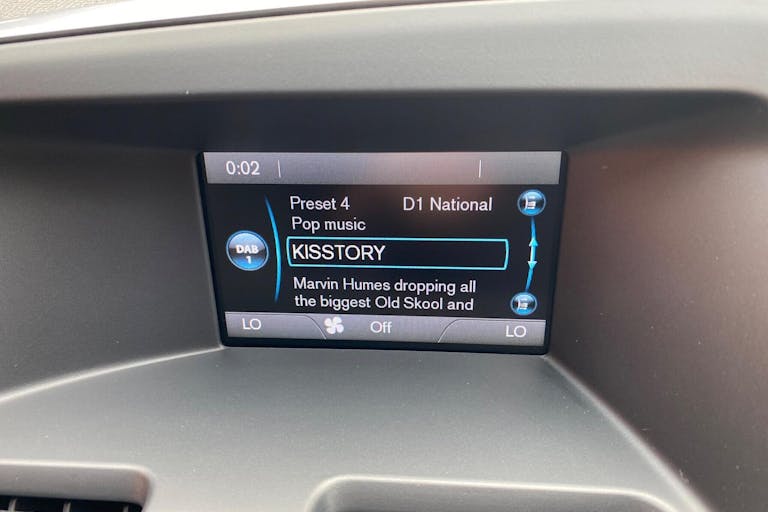 0:02
Preset 4 D1 National
Pop music
DAB
1
KISSTORY
Marvin Humes dropping all
the biggest Old Skool and
LO Off LO